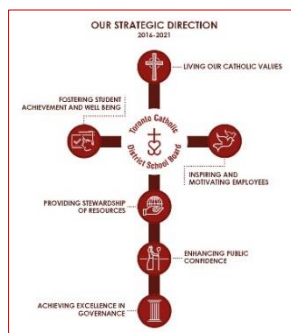 OUR STRATEGIC DIRECTION
2016-2021
LIVING OUR CATHOLIC VALUES
FOSTERING STUDENT
ACHIEVEMENT AND WELL BEING
Toronto Catholic
District School Board
INSPIRING AND
MOTIVATING EMPLOYEES
PROVIDING STEWARDSHIP
OF RESOURCES
ENHANCING PUBLIC
CONFIDENCE
ACHIEVING EXCELLENCE IN
GOVERNANCE